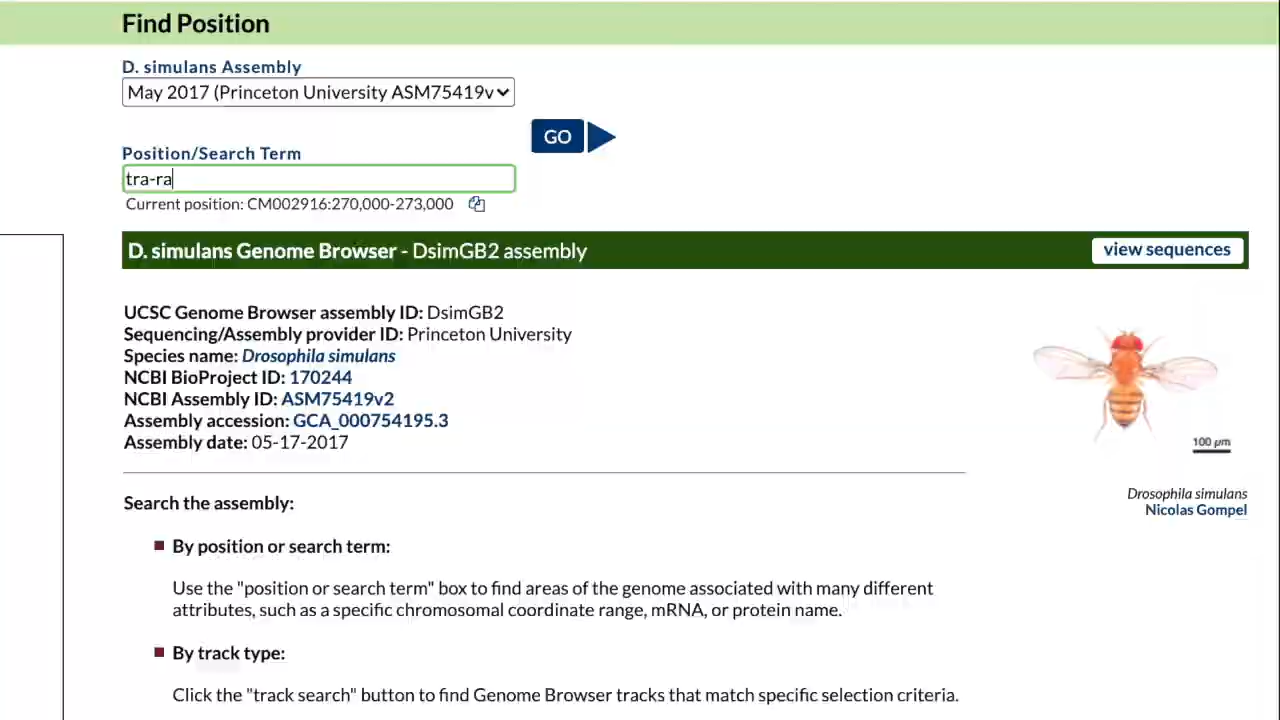 Find Position
D. simulans Assembly
May 2017 (Princeton University ASM75419v
GO
Position/Search Term
tra-ra
Current position: CM002916:270,000-273,000
D. simulans Genome Browser - DsimGB2 assembly
view sequences
UCSC Genome Browser assembly ID: DsimGB2
Sequencing/Assembly provider ID: Princeton University
Species name: Drosophila simulans
NCBI BioProject ID: 170244
NCBI Assembly ID: ASM75419v2
Assembly accession: GCA_000754195.3
Assembly date: 05-17-2017
100 µm
Drosophila simulans
Nicolas Gompel
Search the assembly:
By position or search term:
Use the "position or search term" box to find areas of the genome associated with many different
attributes, such as a specific chromosomal coordinate range, mRNA, or protein name.
By track type:
Click the "track search" button to find Genome Browser tracks that match specific selection criteria.